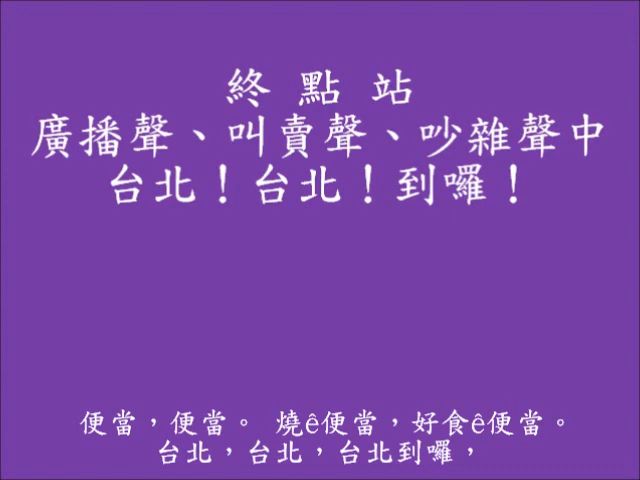 終 點 站
廣播聲、叫賣聲、吵雜聲中
台北！台北！到囉！
便當，便當。 燒ê便當，好食ê便當。
台北，台北，台北到囉，